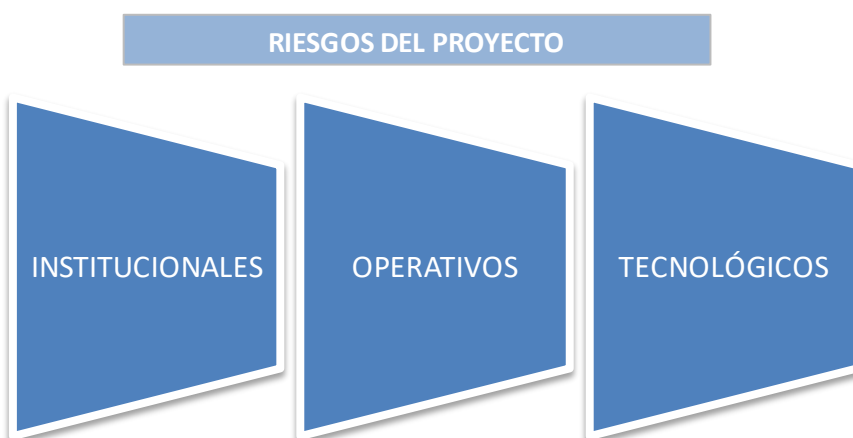 RIESGOS DEL PROYECTO
INSTITUCIONALES
OPERATIVOS
TECNOLÓGICOS